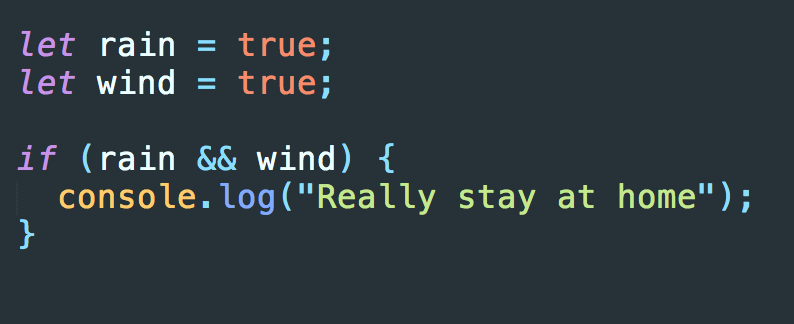 let rain = true;
let wind = true;
if (rain && wind) {
  console.log("Really stay at home");
}